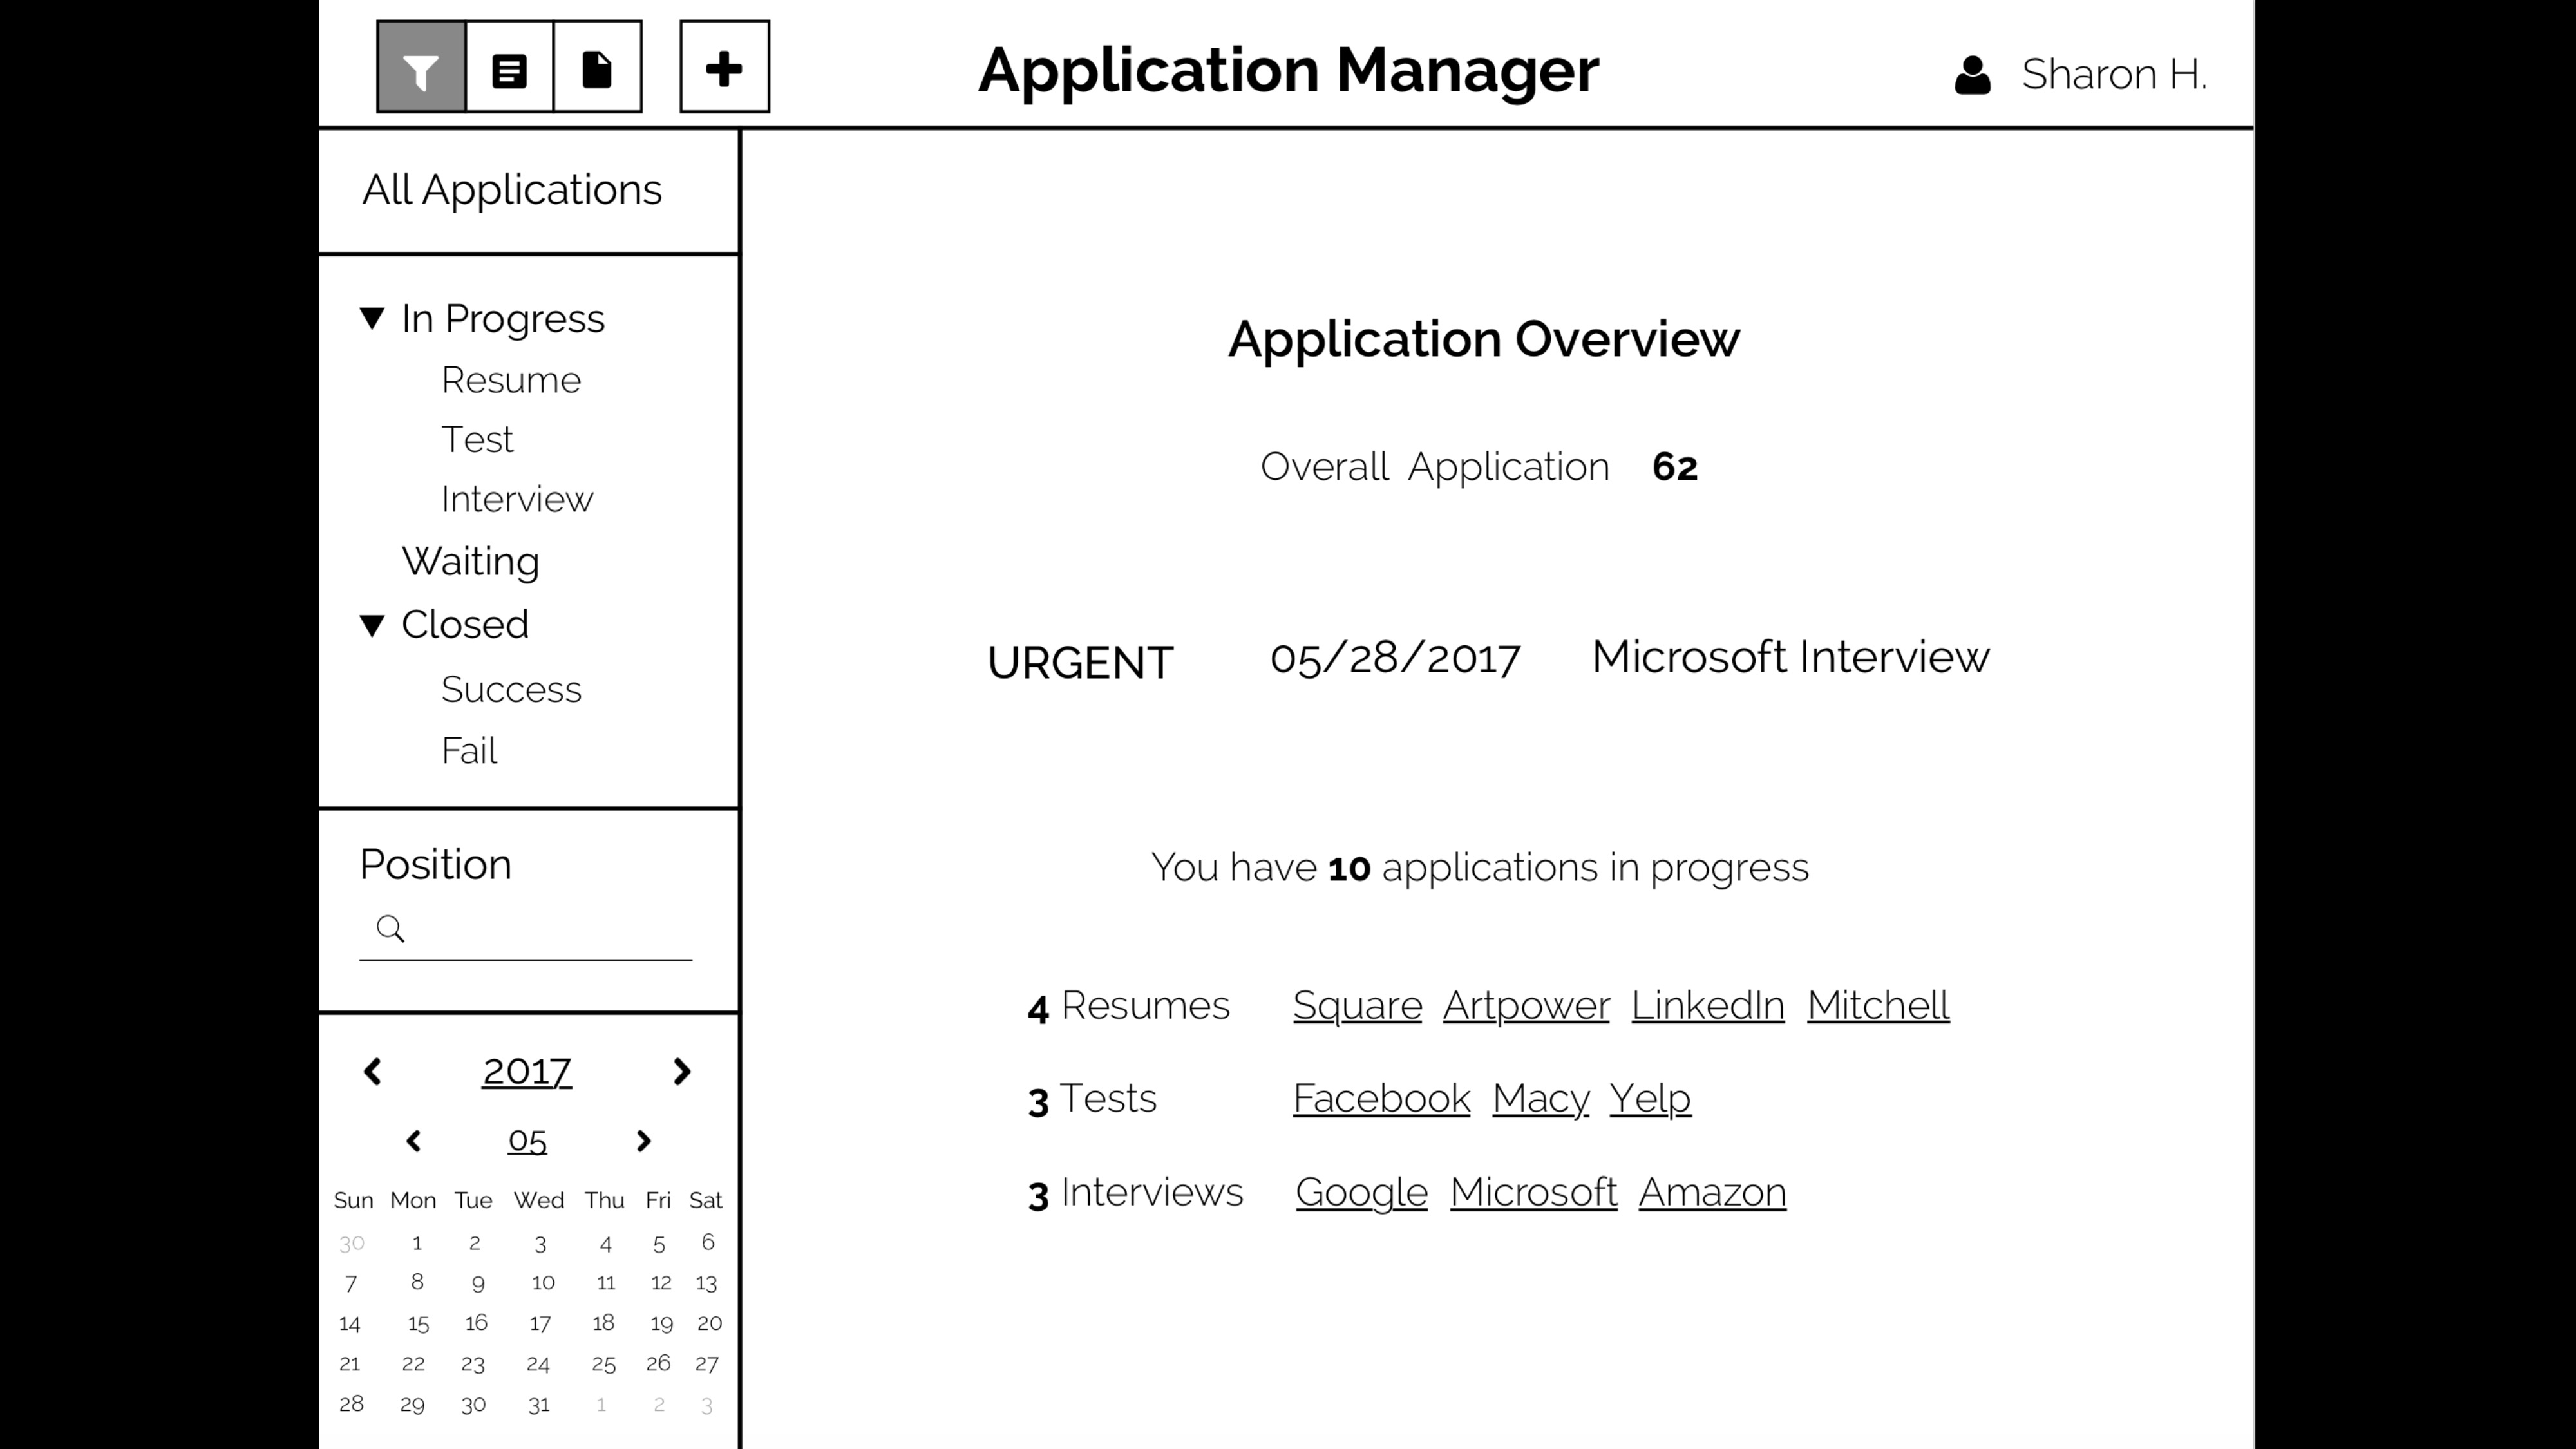 Application Manager
Sharon H.
All Applications
In Progress
Resume
Test
Interview
Waiting
Closed
Success
Fail
Position
2017
05
Sun Mon Tue Wed Thu Fri Sat
30 1 2 3 4 5 6
7 8 9 10 11 12 13
14 15 16 17 18 19 20
21 22 23 24 25 26 27
28 29 30 31 1 2 3
Application Overview
Overall Application 62
URGENT 05/28/2017 Microsoft Interview
You have 10 applications in progress
4 Resumes Square Artpower LinkedIn Mitchell
3 Tests Facebook Macy Yelp
3 Interviews Google Microsoft Amazon